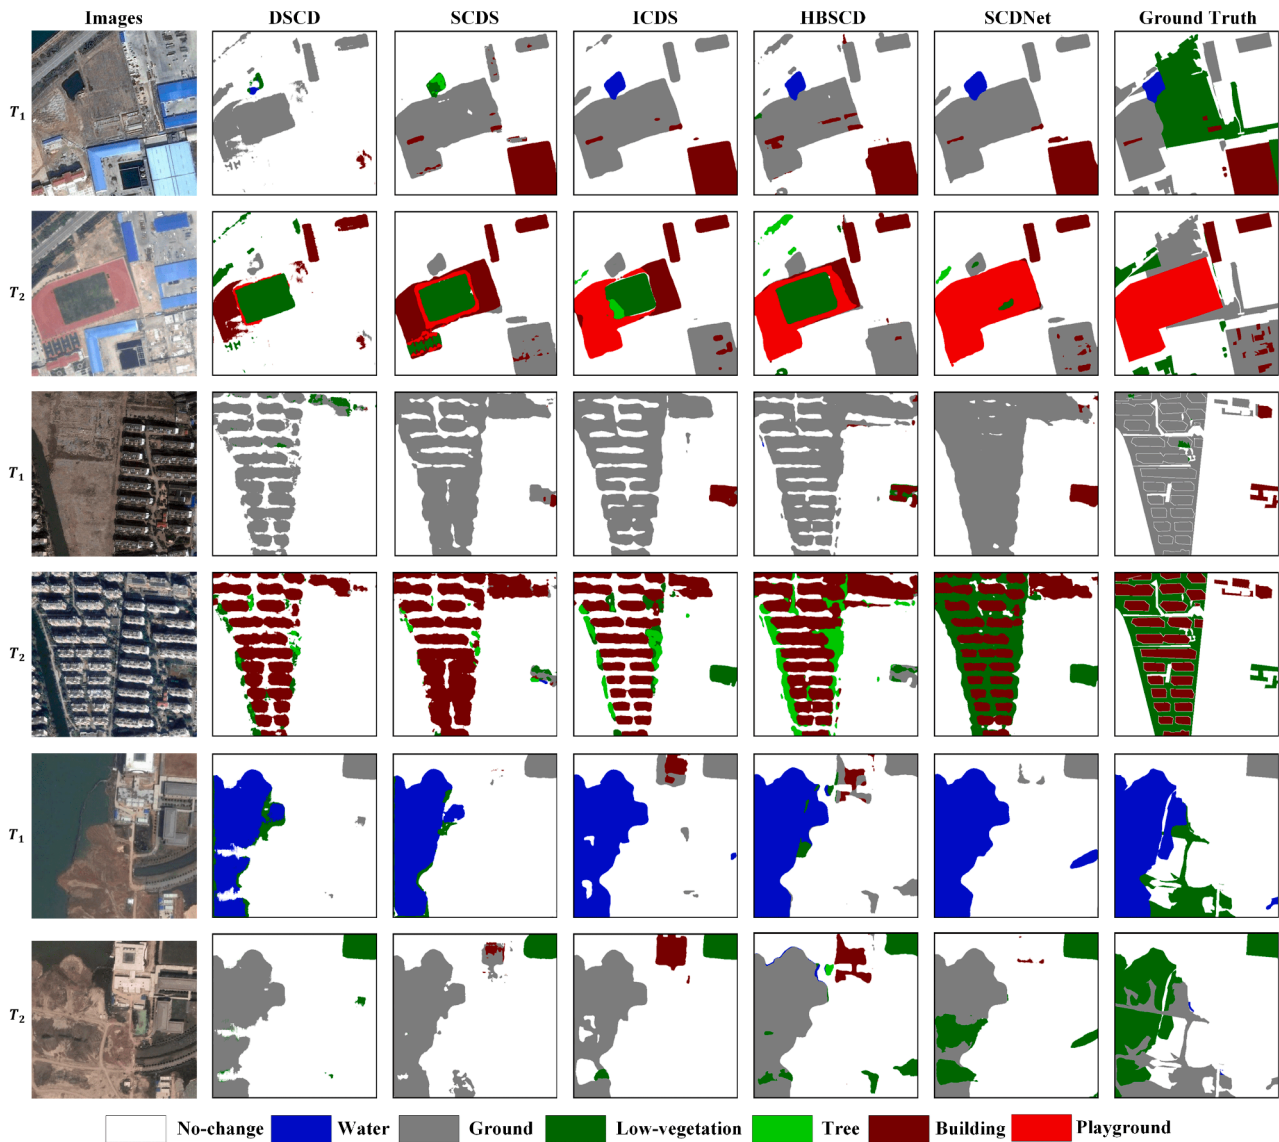 Images DSCD SCDS ICDS HBSCD SCDNet Ground Truth
T1
T2
T1
T2
T1
T2
No-change Water Ground Low-vegetation Tree Building Playground